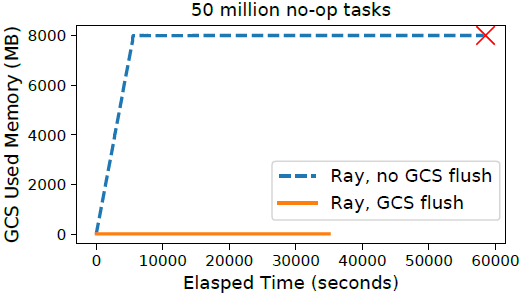 50 million no-op tasks
GCS Used Memory (MB)
8000
6000
4000
2000
0
Ray, no GCS flush
Ray, GCS flush
0 10000 20000 30000 40000 50000 60000
Elasped Time (seconds)